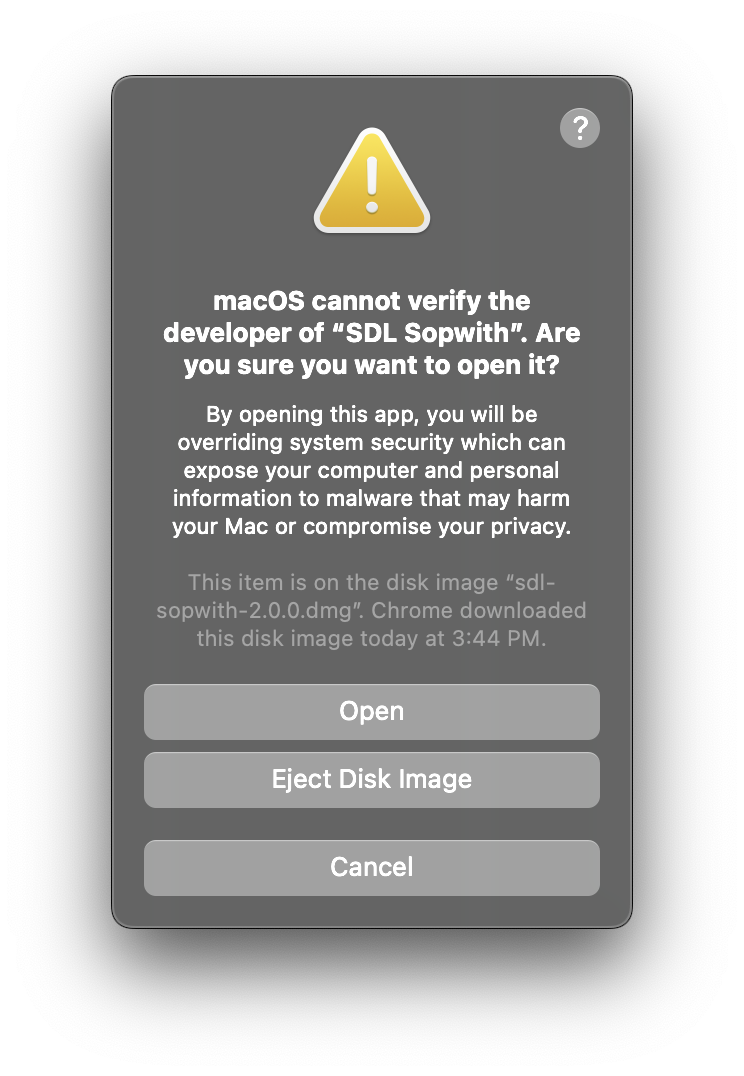 ?
macOS cannot verify the
developer of “SDL Sopwith”. Are
you sure you want to open it?
By opening this app, you will be
overriding system security which can
expose your computer and personal
information to malware that may harm
your Mac or compromise your privacy.
This item is on the disk image “sdl-
sopwith-2.0.0.dmg”. Chrome downloaded
this disk image today at 3:44 PM.
Open
Eject Disk Image
Cancel